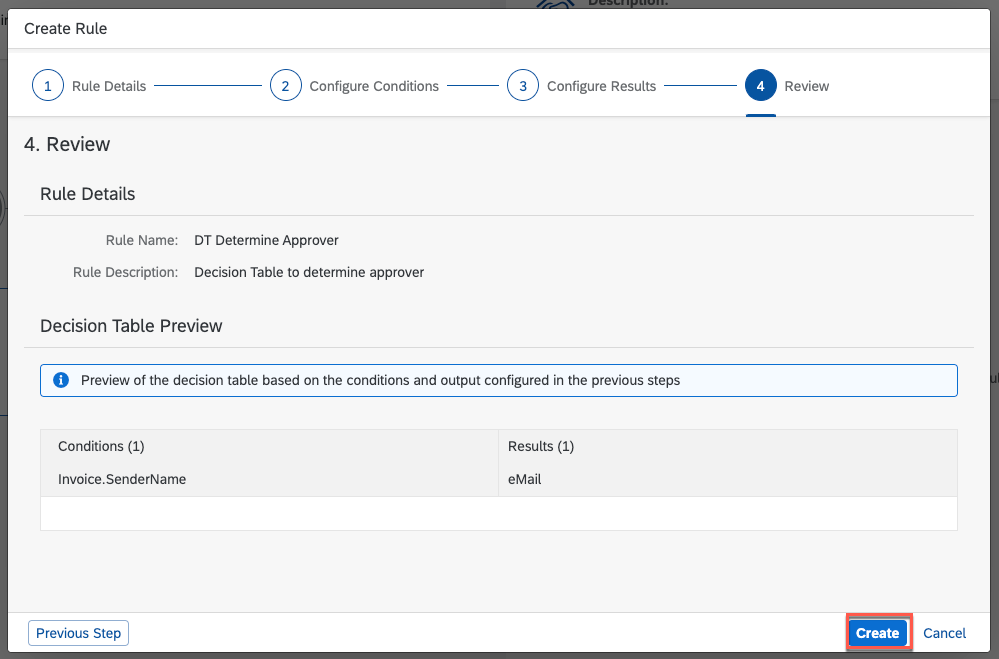 Description:
Create Rule
1 Rule Details 2 Configure Conditions 3 Configure Results 4 Review
4. Review
Rule Details
Rule Name: DT Determine Approver
Rule Description: Decision Table to determine approver
Decision Table Preview
Preview of the decision table based on the conditions and output configured in the previous steps
Conditions (1) Results (1)
Invoice.SenderName eMail
Previous Step Create Cancel